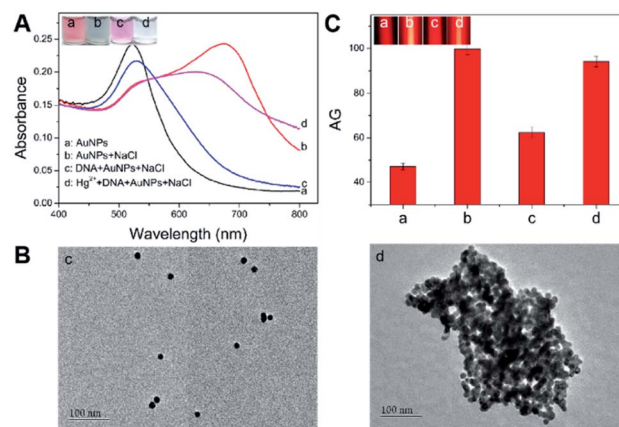 A
a b c d
0.25
0.20
0.15
0.10
0.05
0.00
Absorbance
a: AuNPs
b: AuNPs+NaCl
c: DNA+AuNPs+NaCl
d: Hg²⁺+DNA+AuNPs+NaCl
d
b
c
a
400 500 600 700 800
Wavelength (nm)
C
a b c d
100
80
60
40
AG
a b c d
B
c
100 nm
d
100 nm